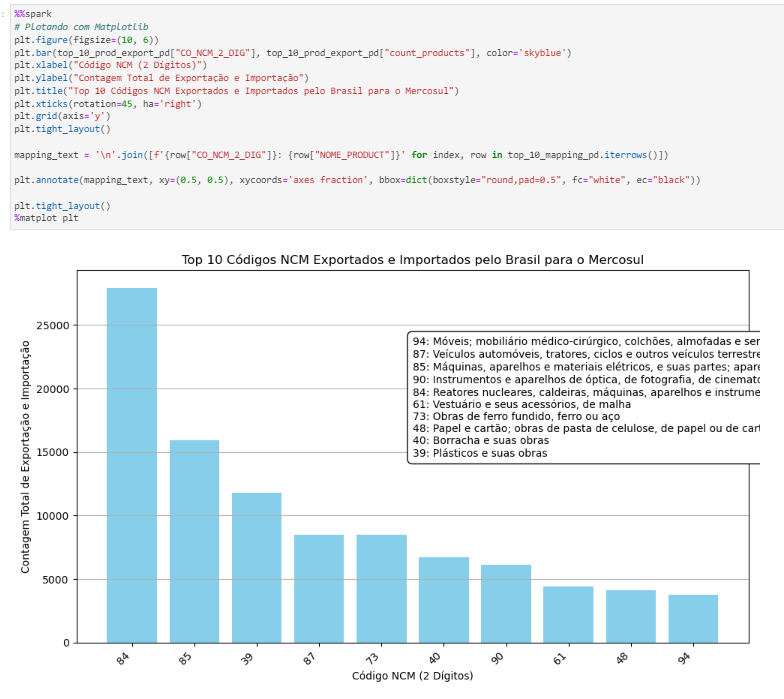 :
%%spark
# Plotando com Matplotlib
plt.figure(figsize=(10, 6))
plt.bar(top_10_prod_export_pd["CO_NCM_2_DIG"], top_10_prod_export_pd["count_products"], color='skyblue')
plt.xlabel("Código NCM (2 Dígitos)")
plt.ylabel("Contagem Total de Exportação e Importação")
plt.title("Top 10 Códigos NCM Exportados e Importados pelo Brasil para o Mercosul")
plt.xticks(rotation=45, ha='right')
plt.grid(axis='y')
plt.tight_layout()
mapping_text = '\n'.join([f'{row["CO_NCM_2_DIG"]}: {row["NOME_PRODUCT"]}' for index, row in top_10_mapping_pd.iterrows()])
plt.annotate(mapping_text, xy=(0.5, 0.5), xycoords='axes fraction', bbox=dict(boxstyle="round,pad=0.5", fc="white", ec="black"))
plt.tight_layout()
%matplot plt
Top 10 Códigos NCM Exportados e Importados pelo Brasil para o Mercosul
Contagem Total de Exportação e Importação
25000
20000
15000
10000
5000
0
94: Móveis; mobiliário médico-cirúrgico, colchões, almofadas e sem
87: Veículos automóveis, tratores, ciclos e outros veículos terrestre
85: Máquinas, aparelhos e materiais elétricos, e suas partes; apare
90: Instrumentos e aparelhos de óptica, de fotografia, de cinemato
84: Reatores nucleares, caldeiras, máquinas, aparelhos e instrume
61: Vestuário e seus acessórios, de malha
73: Obras de ferro fundido, ferro ou aço
48: Papel e cartão; obras de pasta de celulose, de papel ou de cart
40: Borracha e suas obras
39: Plásticos e suas obras
84 85 39 87 73 40 90 61 48 94
Código NCM (2 Dígitos)